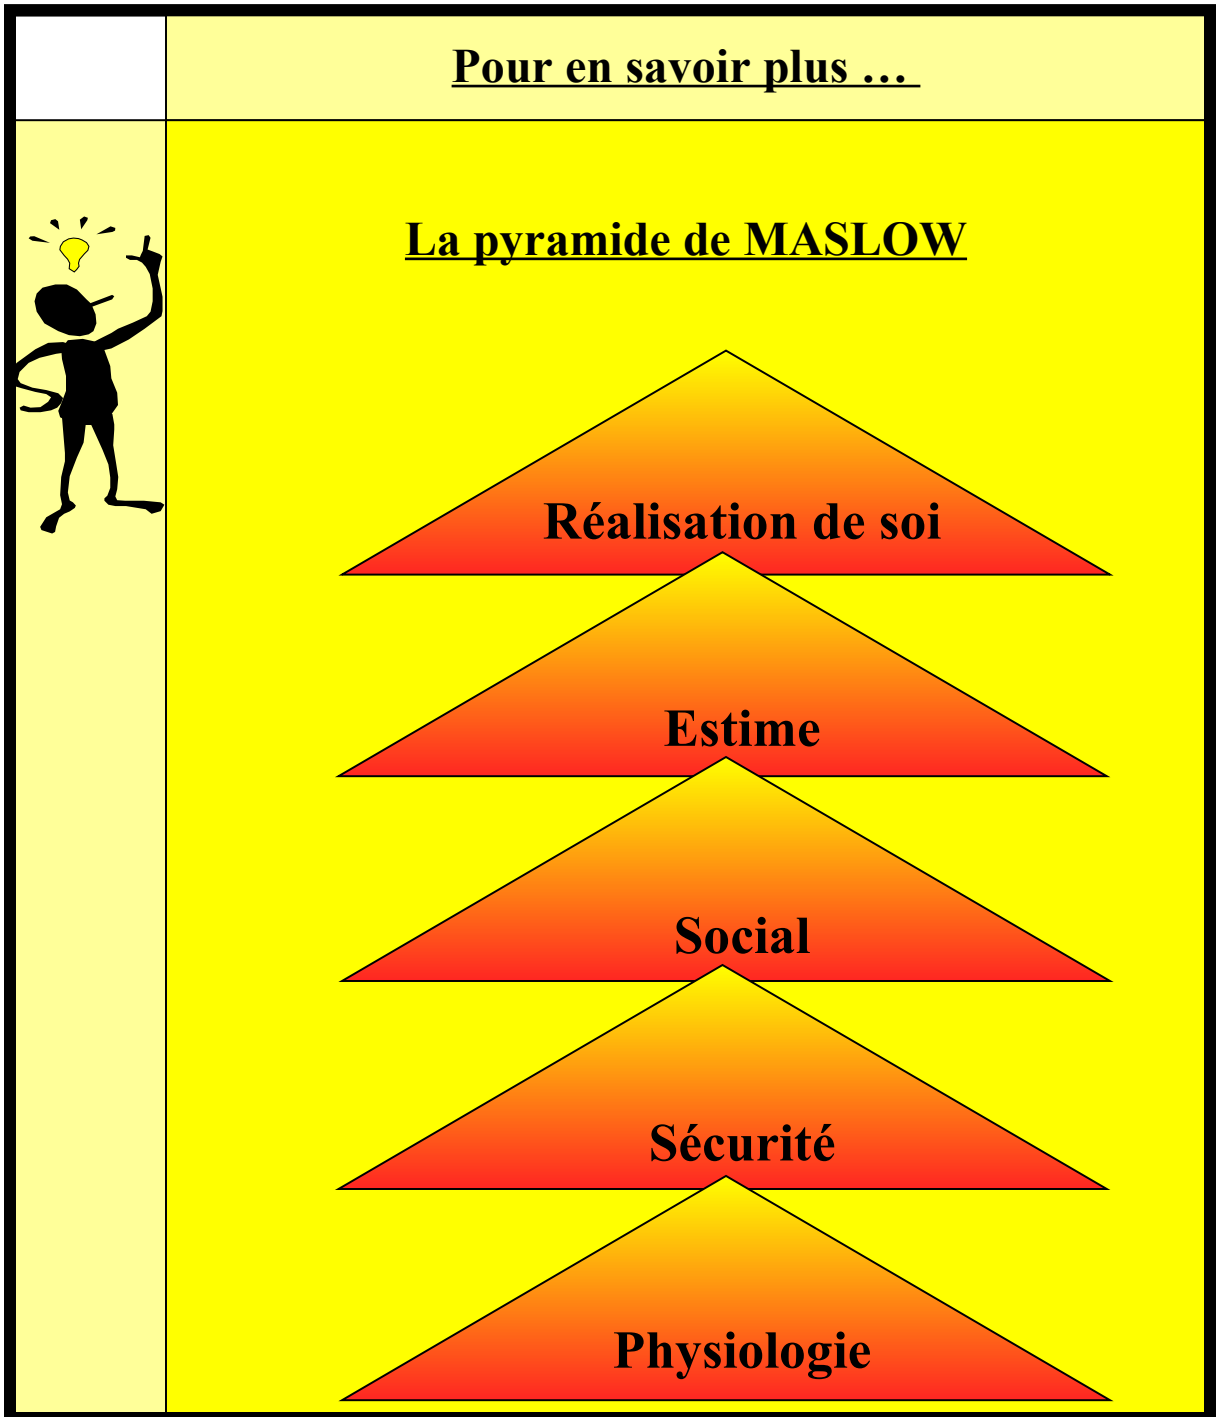 Pour en savoir plus …
La pyramide de MASLOW
Réalisation de soi
Estime
Social
Sécurité
Physiologie